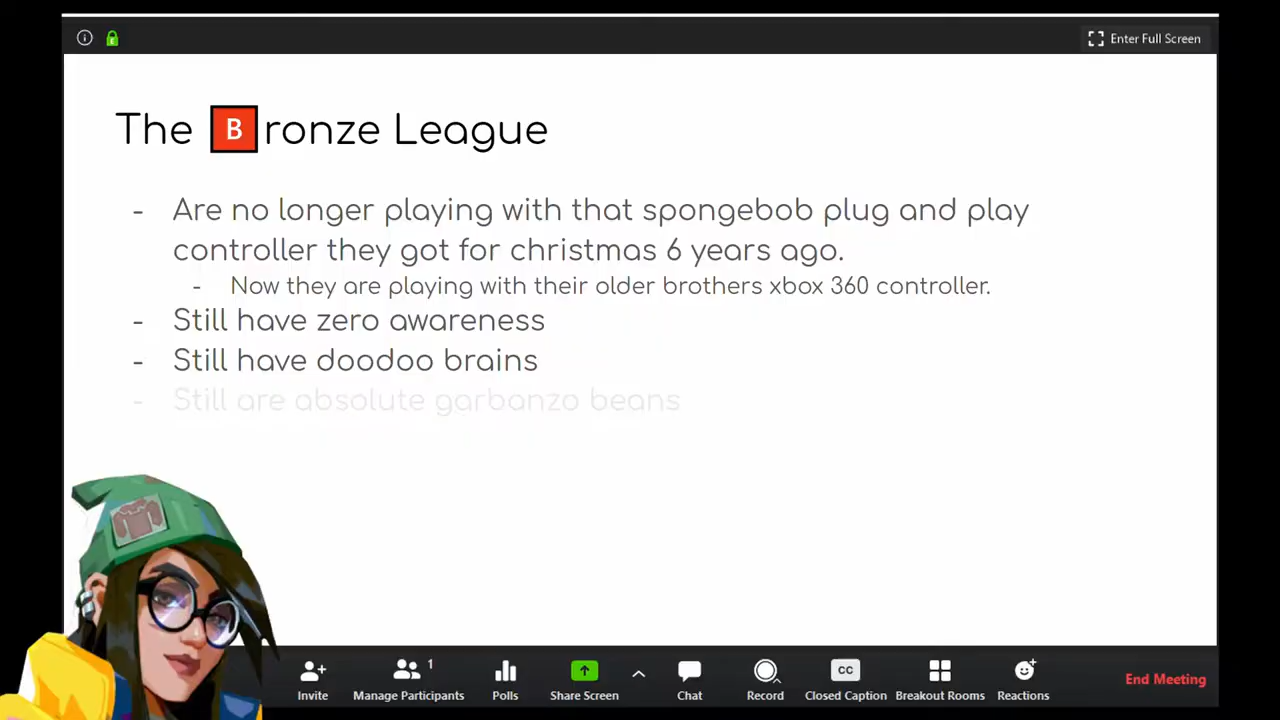 Enter Full Screen
The Bronze League
- Are no longer playing with that spongebob plug and play
controller they got for christmas 6 years ago.
- Now they are playing with their older brothers xbox 360 controller.
- Still have zero awareness
- Still have doodoo brains
- Still are absolute garbanzo beans
1
CC
Invite
Manage Participants
Polls
Share Screen
Chat
Record
Closed Caption
Breakout Rooms
Reactions
End Meeting